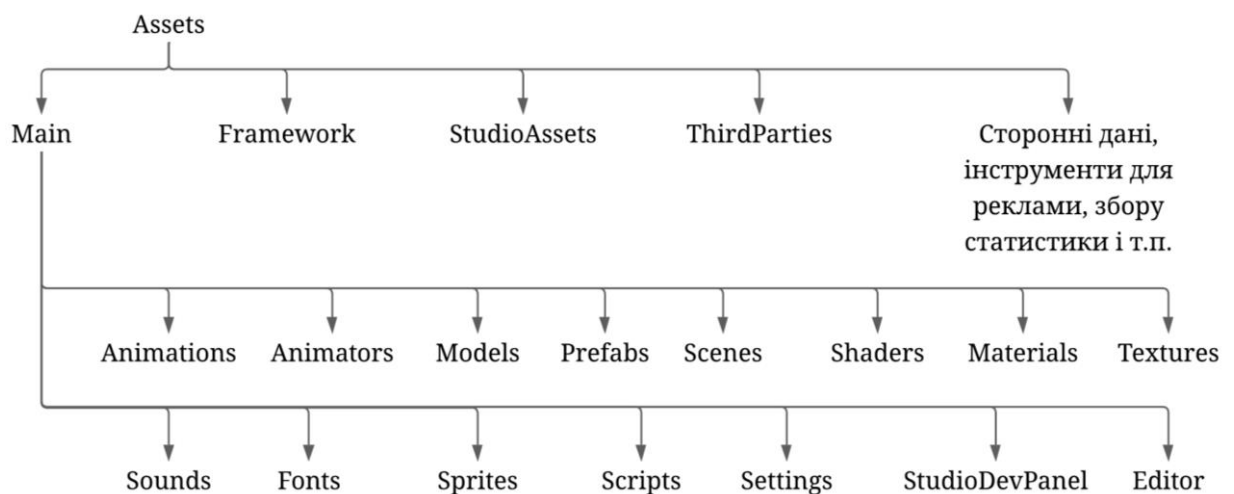 Assets
Main Framework StudioAssets ThirdParties Сторонні дані,
інструменти для
реклами, збору
статистики і т.п.
Animations Animators Models Prefabs Scenes Shaders Materials Textures
Sounds Fonts Sprites Scripts Settings StudioDevPanel Editor